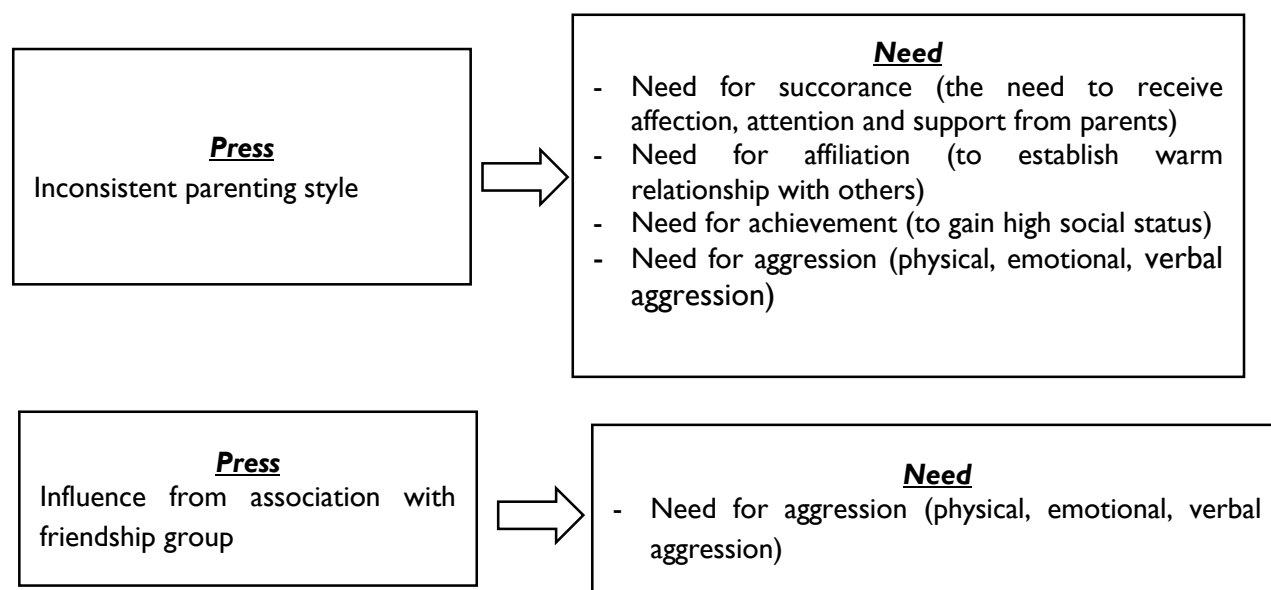 Press
Inconsistent parenting style
Need
- Need for succorance (the need to receive
affection, attention and support from parents)
- Need for affiliation (to establish warm
relationship with others)
- Need for achievement (to gain high social status)
- Need for aggression (physical, emotional, verbal
aggression)
Press
Influence from association with
friendship group
Need
- Need for aggression (physical, emotional, verbal
aggression)